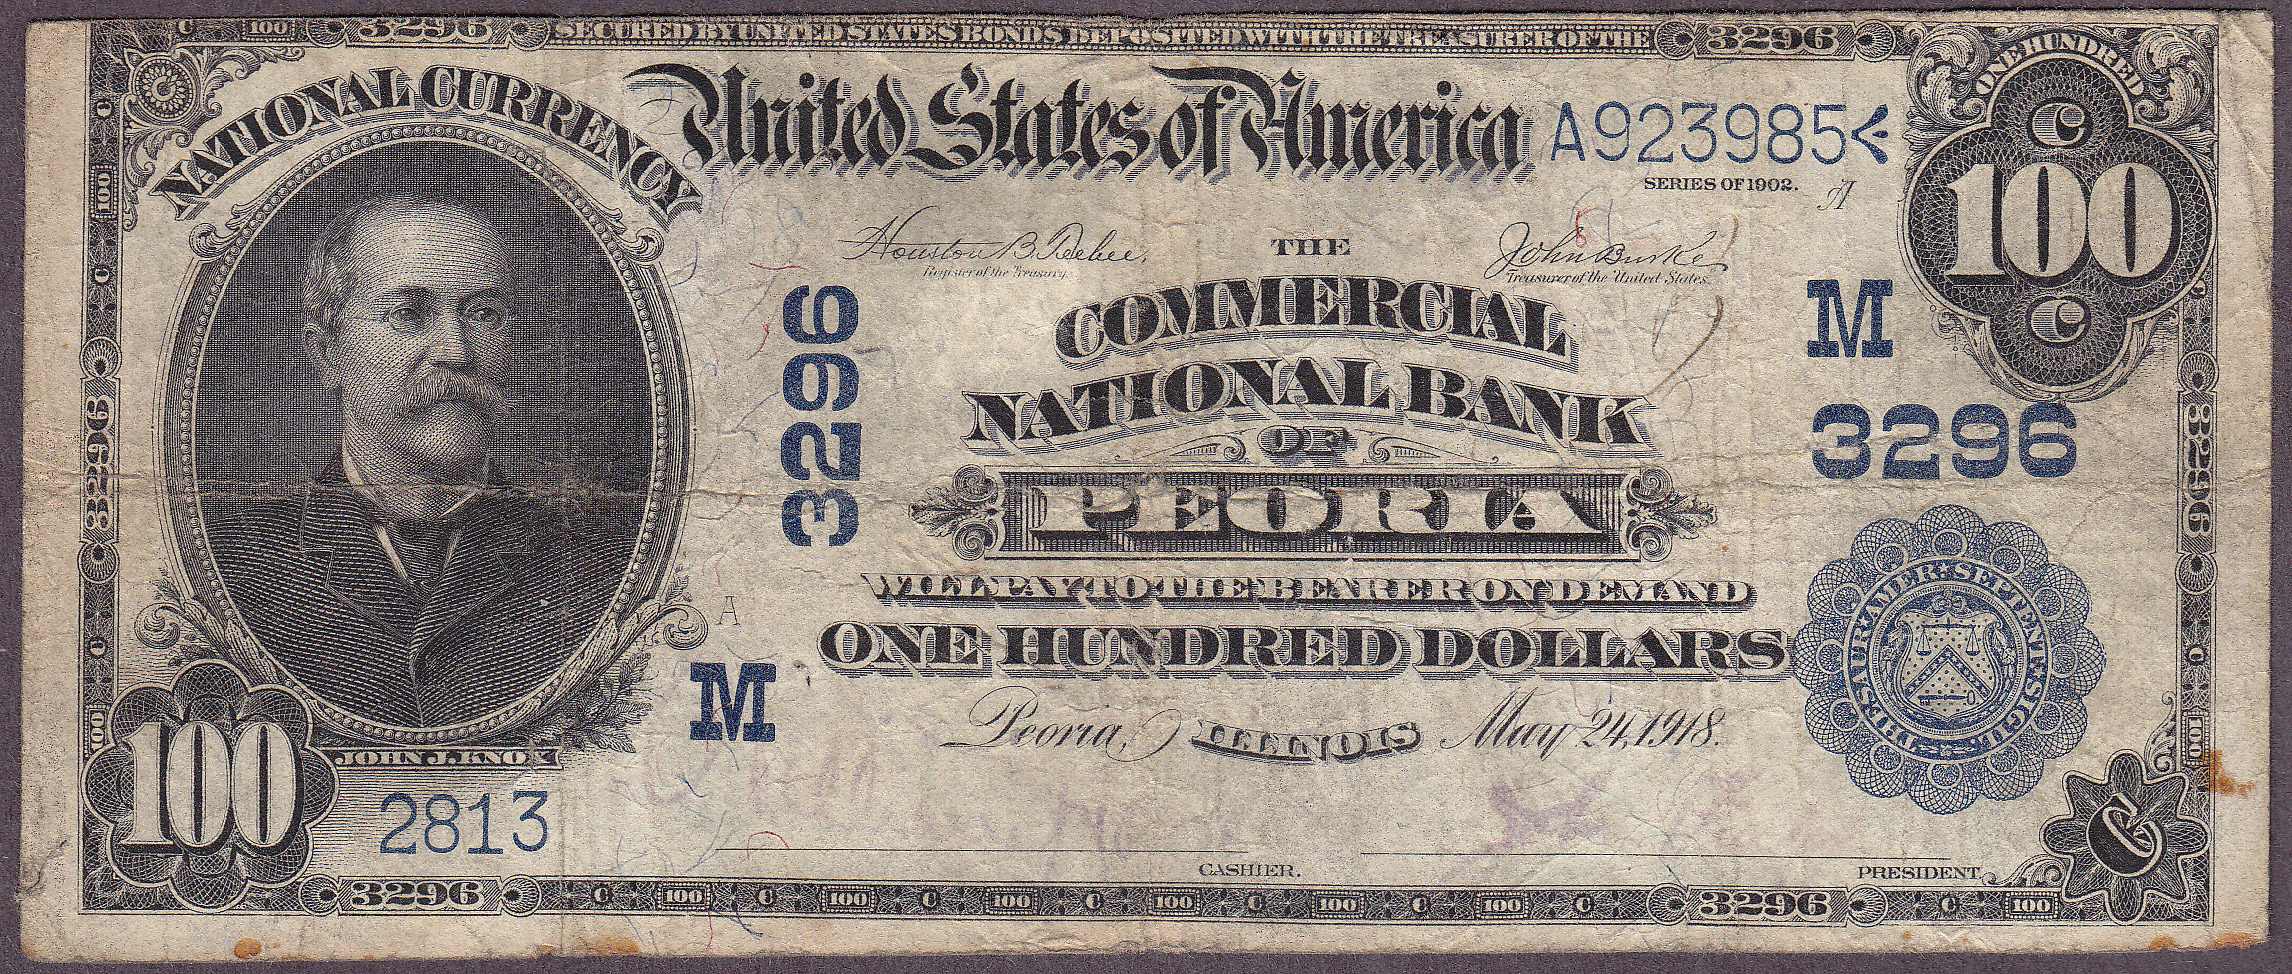 C 100 3296 SECURED BY UNITED STATES BONDS DEPOSITED WITH THE TREASURER OF THE 3296
NATIONAL CURRENCY
United States of America
A923985
ONE HUNDRED
C
100
C
SERIES OF 1902.
A
Houston B. Teehee.
Register of the Treasury.
THE
John Burke
Treasurer of the United States.
COMMERCIAL
NATIONAL BANK
OF
PEORIA
M
3296
3296
3296
3296
WILL PAY TO THE BEARER ON DEMAND
A
ONE HUNDRED DOLLARS
M
THESAUR. AMER. SEPTENT. SIGIL.
Peoria, ILLINOIS May 24, 1918.
100
JOHN J. KNOX
2813
CASHIER.
PRESIDENT.
C
3296 C 100 C 100 C 100 C 100 C 100 C 100 C 3296 C 100